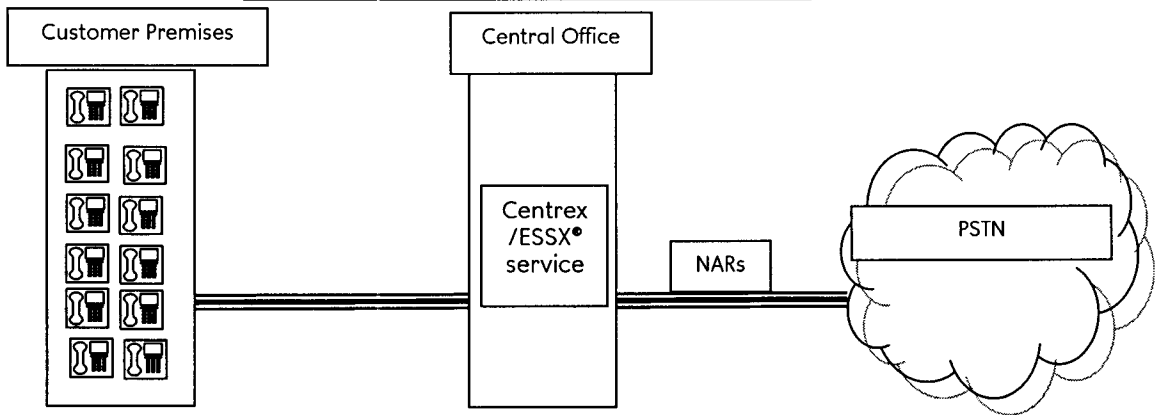 Customer Premises
Central Office
Centrex
/ESSX®
service
NARs
PSTN